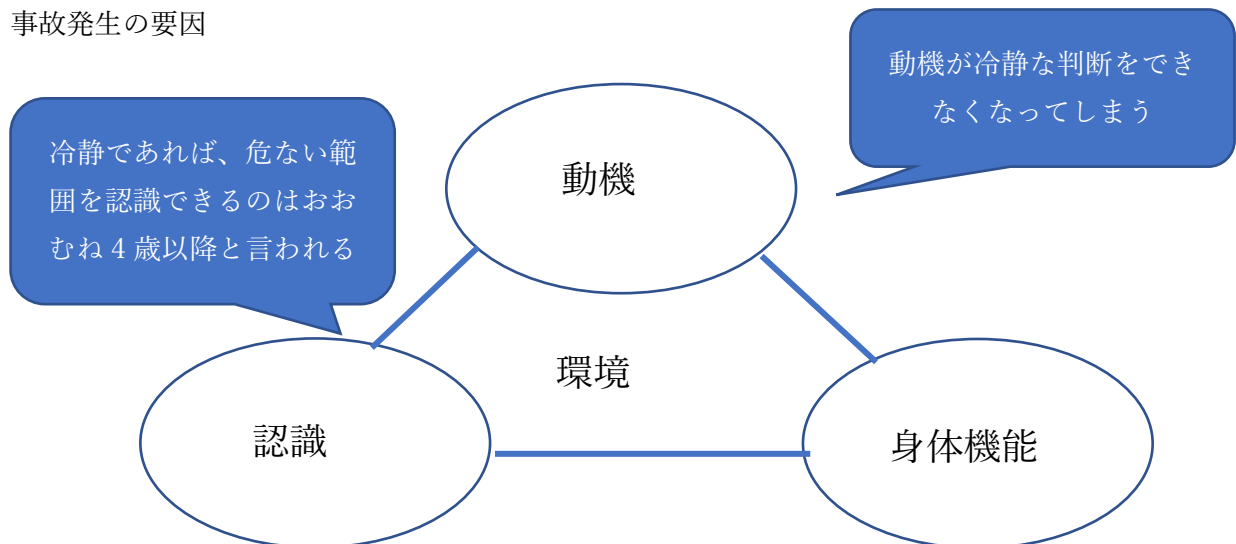 事故発生の要因
動機が冷静な判断をでき
なくなってしまう
冷静であれば、危ない範
囲を認識できるのはおお
むね４歳以降と言われる
動機
環境
認識
身体機能